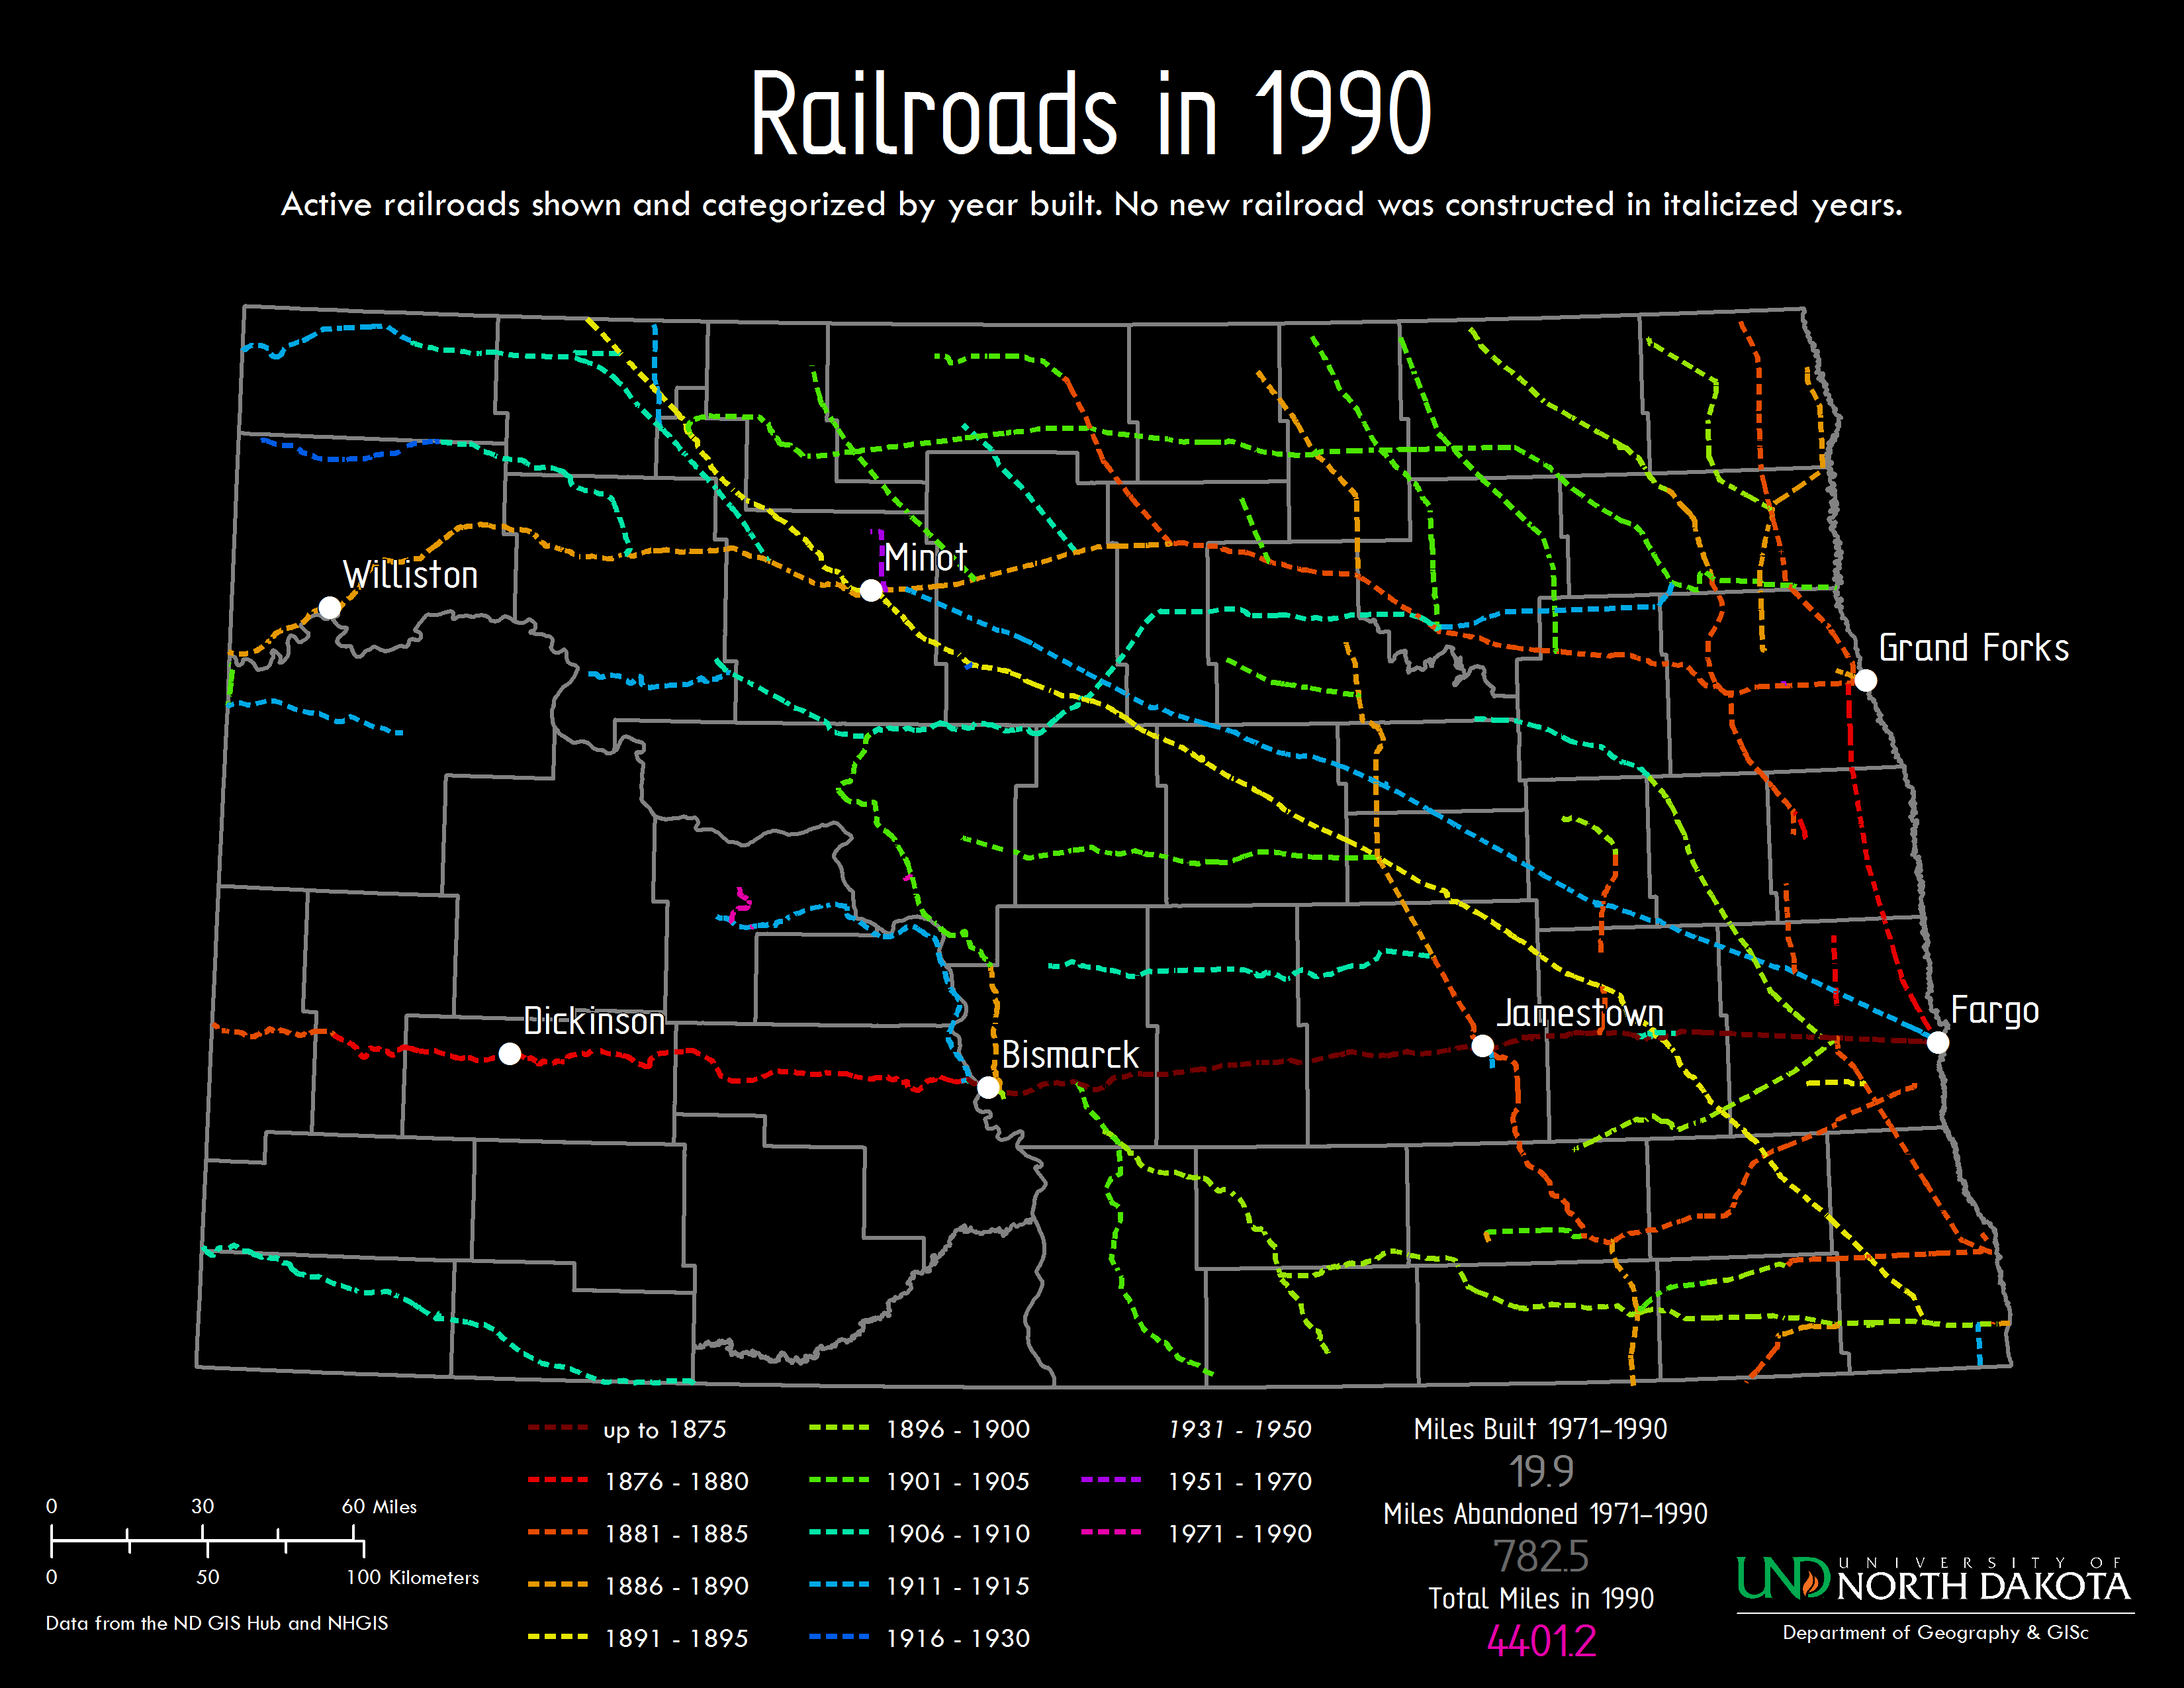 Railroads in 1990
Active railroads shown and categorized by year built. No new railroad was constructed in italicized years.
Minot
Williston
Grand Forks
Dickinson
Jamestown
Fargo
Bismarck
up to 1875
1876 - 1880
1881 - 1885
1886 - 1890
1891 - 1895
1896 - 1900
1901 - 1905
1906 - 1910
1911 - 1915
1916 - 1930
1931 - 1950
1951 - 1970
1971 - 1990
Miles Built 1971-1990
19.9
Miles Abandoned 1971-1990
782.5
Total Miles in 1990
4401.2
0 30 60 Miles
0 50 100 Kilometers
Data from the ND GIS Hub and NHGIS
UND
UNIVERSITY OF
NORTH DAKOTA
Department of Geography & GISc